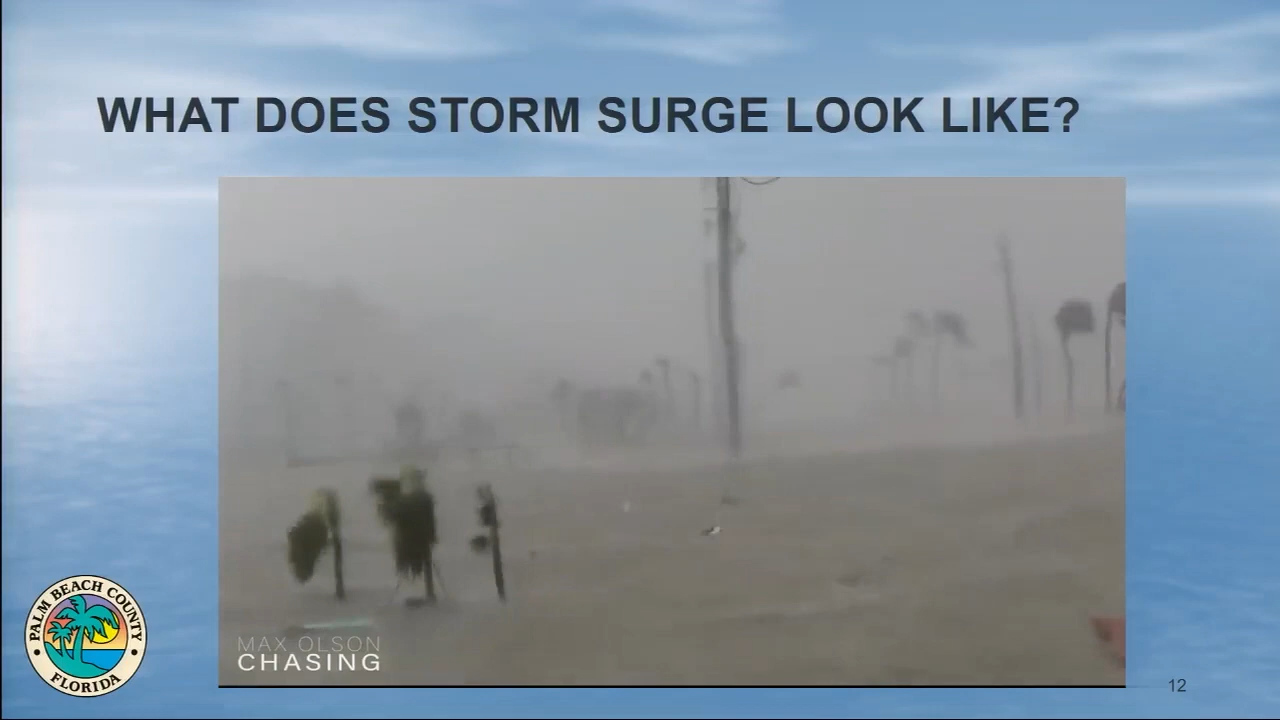 WHAT DOES STORM SURGE LOOK LIKE?
MAX OLSON
CHASING
PALM BEACH COUNTY
FLORIDA
12